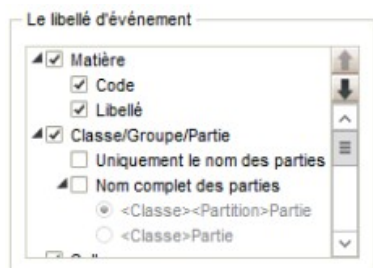 Le libellé d'événement
Matière
Code
Libellé
Classe/Groupe/Partie
Uniquement le nom des parties
Nom complet des parties
<Classe><Partition>Partie
<Classe>Partie